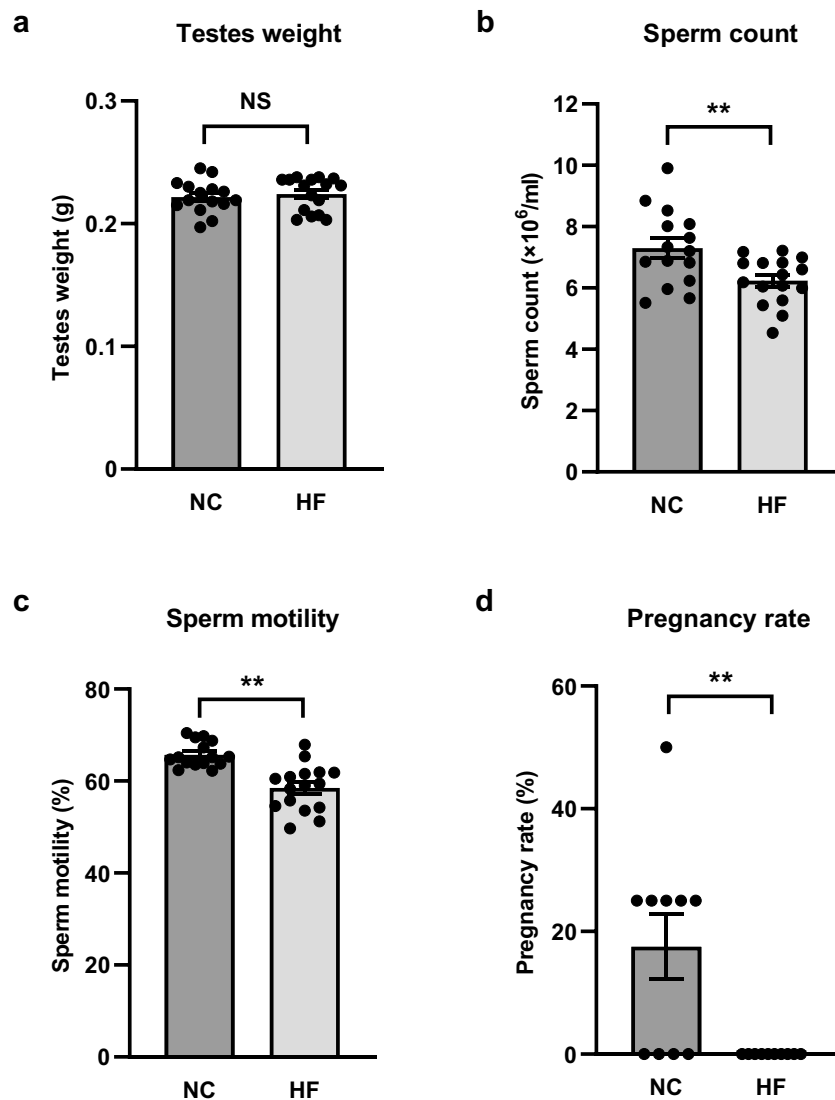 a
Testes weight
NS
0.3
0.2
0.1
0
Testes weight (g)
NC
HF
b
Sperm count
**
12
10
8
6
4
2
0
Sperm count (×10⁶/ml)
NC
HF
c
Sperm motility
**
80
60
40
20
0
Sperm motility (%)
NC
HF
d
Pregnancy rate
**
60
40
20
0
Pregnancy rate (%)
NC
HF